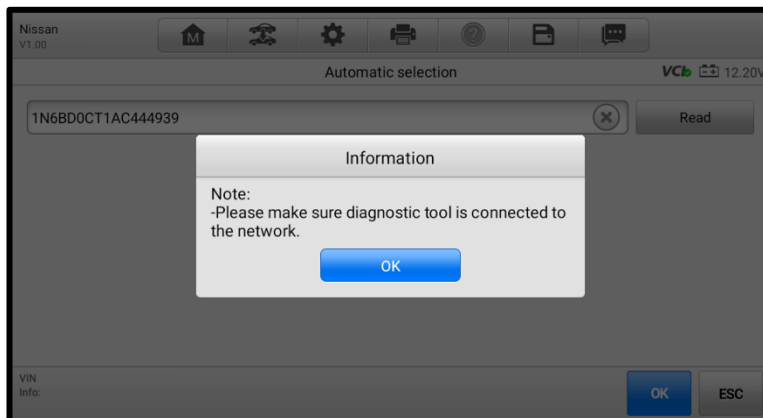 Nissan
V1.00
M
Automatic selection
VCI 12.20V
1N6BD0CT1AC444939
Read
Information
Note:
-Please make sure diagnostic tool is connected to
the network.
OK
VIN
Info:
OK
ESC